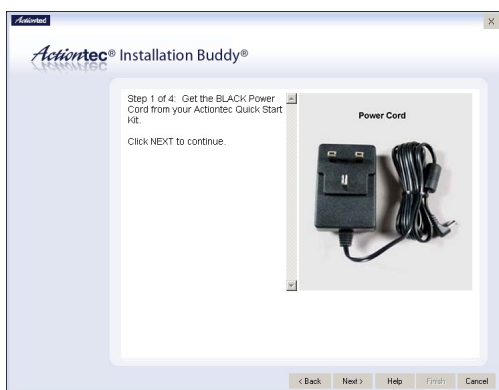 Actiontec
X
Actiontec® Installation Buddy®
Step 1 of 4: Get the BLACK Power
Cord from your Actiontec Quick Start
Kit.
Click NEXT to continue.
Power Cord
< Back Next > Help Finish Cancel